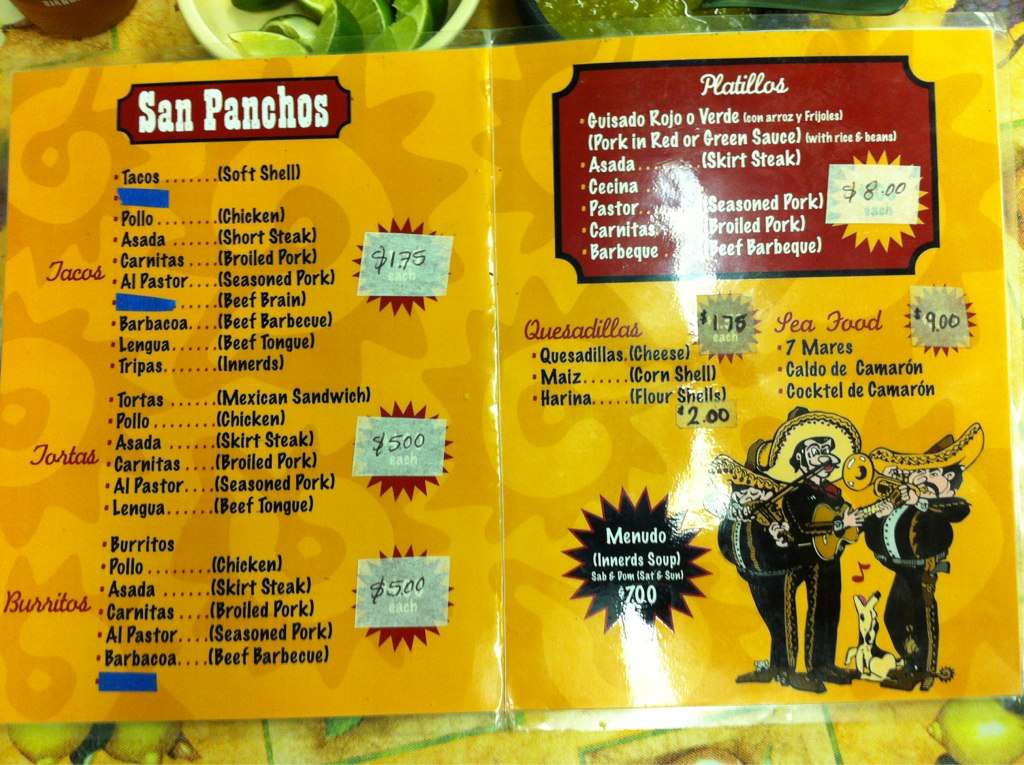 San Panchos
Tacos
Tacos .......(Soft Shell)
Pollo ........(Chicken)
Asada ......(Short Steak)
Carnitas ....(Broiled Pork)
Al Pastor....(Seasoned Pork)
(Beef Brain)
Barbacoa....(Beef Barbecue)
Lengua......(Beef Tongue)
Tripas.......(Innerds)
$1.75
each
Tortas
Tortas ......(Mexican Sandwich)
Pollo ........(Chicken)
Asada .......(Skirt Steak)
Carnitas ....(Broiled Pork)
Al Pastor....(Seasoned Pork)
Lengua......(Beef Tongue)
$5.00
each
Burritos
Burritos
Pollo ........(Chicken)
Asada ......(Skirt Steak)
Carnitas ....(Broiled Pork)
Al Pastor....(Seasoned Pork)
Barbacoa....(Beef Barbecue)
$5.00
each
Platillos
Guisado Rojo o Verde (con arroz y Frijoles)
(Pork in Red or Green Sauce) (with rice & beans)
Asada.........(Skirt Steak)
Cecina
Pastor..(Seasoned Pork)
Carnitas (Broiled Pork)
Barbeque ..(Beef Barbeque)
$8.00
each
Quesadillas
Quesadillas.(Cheese)
Maiz......(Corn Shell)
Harina.....(Flour Shells)
$1.75
each
$2.00
Sea Food
7 Mares
Caldo de Camarón
Cocktel de Camarón
$9.00
Menudo
(Innerds Soup)
Sab & Dom (Sat & Sun)
$7.00